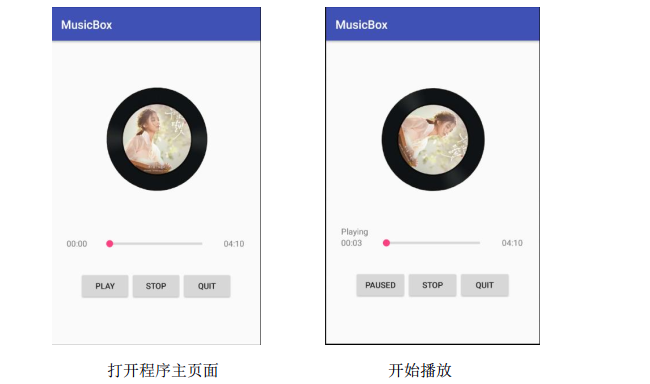 MusicBox
00:00
04:10
PLAY
STOP
QUIT
打开程序主页面
MusicBox
Playing
00:03
04:10
PAUSED
STOP
QUIT
开始播放